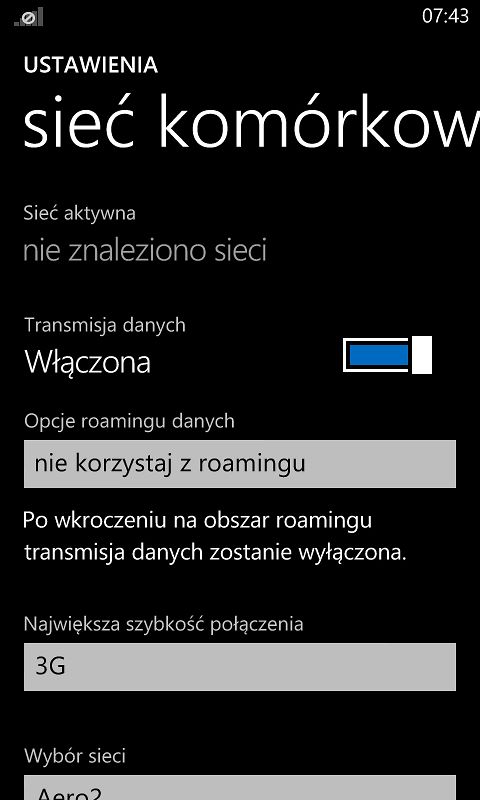 07:43
USTAWIENIA
sieć komórkow
Sieć aktywna
nie znaleziono sieci
Transmisja danych
Włączona
Opcje roamingu danych
nie korzystaj z roamingu
Po wkroczeniu na obszar roamingu
transmisja danych zostanie wyłączona.
Największa szybkość połączenia
3G
Wybór sieci
Aero2